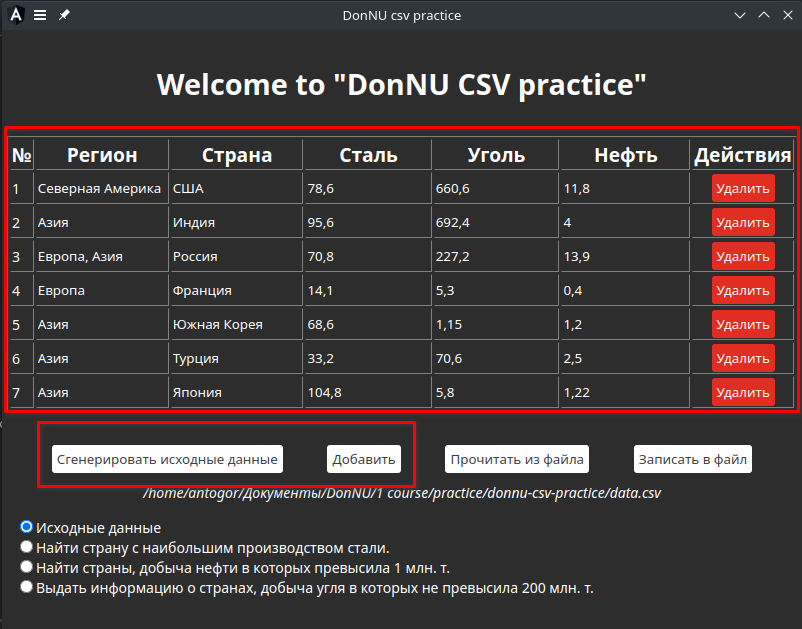 DonNU csv practice
Welcome to "DonNU CSV practice"
№ Регион Страна Сталь Уголь Нефть Действия
1 Северная Америка США 78,6 660,6 11,8 Удалить
2 Азия Индия 95,6 692,4 4 Удалить
3 Европа, Азия Россия 70,8 227,2 13,9 Удалить
4 Европа Франция 14,1 5,3 0,4 Удалить
5 Азия Южная Корея 68,6 1,15 1,2 Удалить
6 Азия Турция 33,2 70,6 2,5 Удалить
7 Азия Япония 104,8 5,8 1,22 Удалить
Сгенерировать исходные данные Добавить Прочитать из файла Записать в файл
/home/antogor/Документы/DonNU/1 course/practice/donnu-csv-practice/data.csv
Исходные данные
Найти страну с наибольшим производством стали.
Найти страны, добыча нефти в которых превысила 1 млн. т.
Выдать информацию о странах, добыча угля в которых не превысила 200 млн. т.